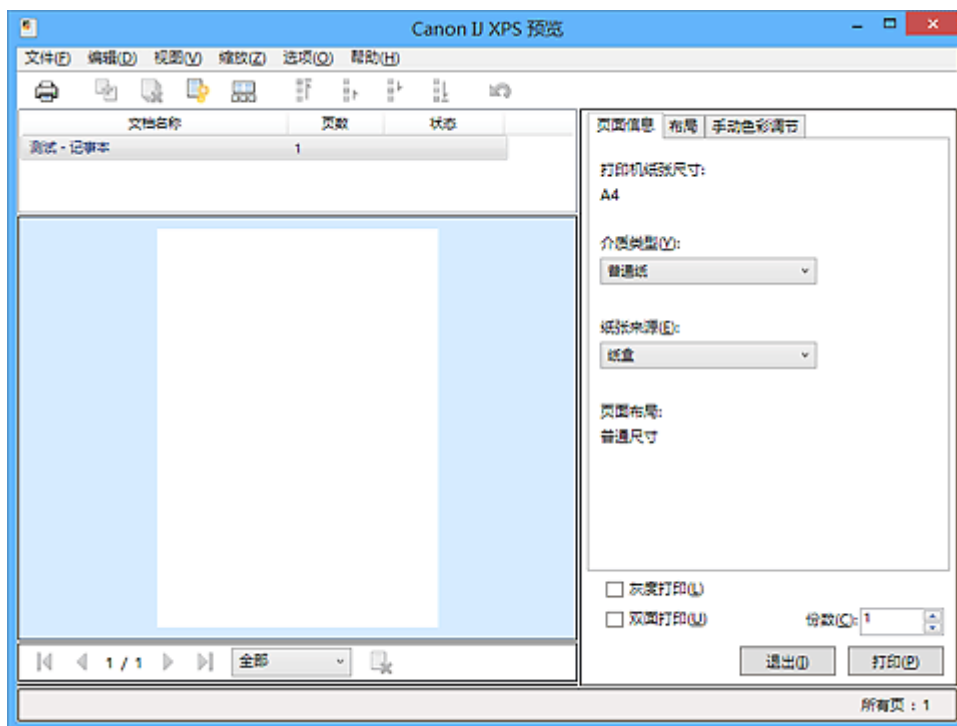 Canon IJ XPS 预览
文件(F) 编辑(D) 视图(V) 缩放(Z) 选项(O) 帮助(H)
文档名称 页数 状态
测试 - 记事本 1
页面信息 布局 手动色彩调节
打印机纸张尺寸:
A4
介质类型(Y):
普通纸
纸张来源(E):
纸盒
页面布局:
普通尺寸
灰度打印(L)
双面打印(U) 份数(C): 1
1 / 1 全部
退出(I) 打印(P)
所有页 : 1